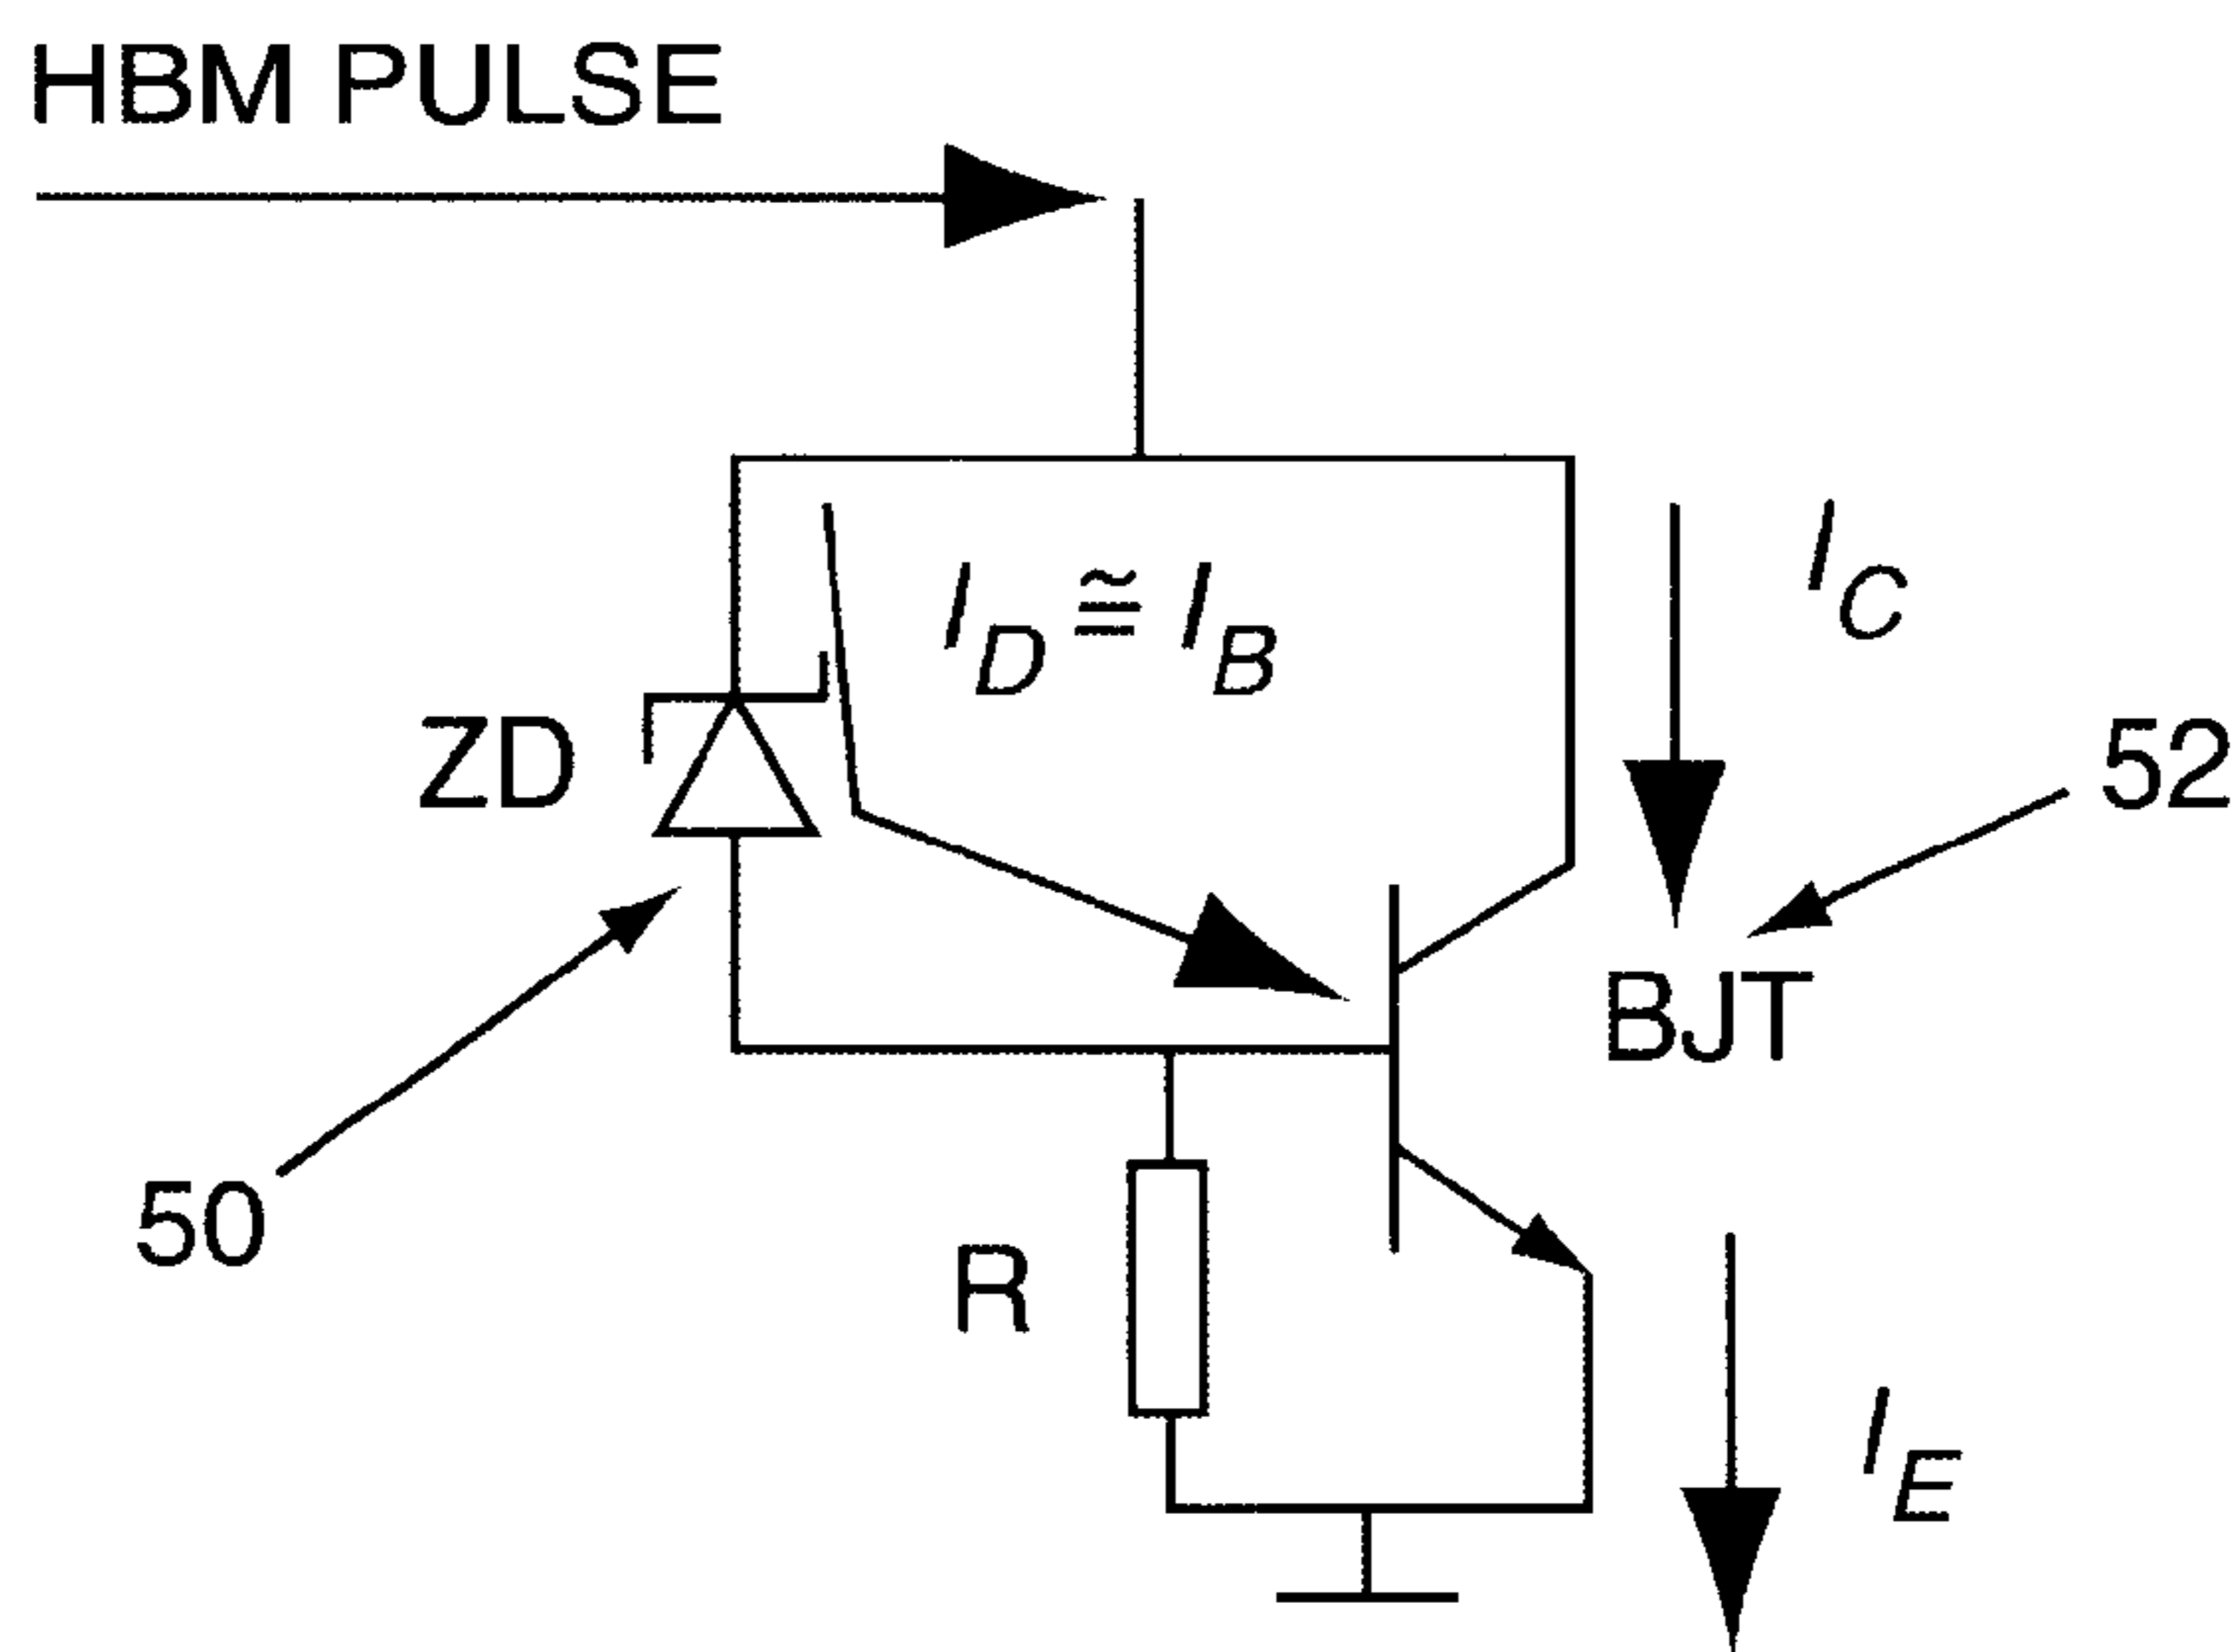 HBM PULSE
I_D ≅ I_B
I_C
ZD
52
BJT
50
R
I_E